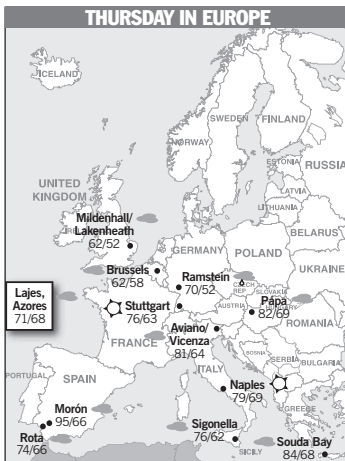 THURSDAY IN EUROPE
ICELAND
SWEDEN
FINLAND
NORWAY
ESTONIA
RUSSIA
LATVIA
LITHUANIA
UNITED
KINGDOM
BELARUS
Mildenhall/
Lakenheath
62/52
GERMANY
POLAND
UKRAINE
Brussels
62/58
Ramstein
70/52
CZECH
REP
SLOVAKIA
Lajes,
Azores
71/68
Stuttgart
76/63
AUSTRIA
Pápa
82/69
HUNGARY
ROMANIA
FRANCE
Aviano/
Vicenza
81/64
BOSNIA
SERBIA
BULGARIA
ITALY
PORTUGAL
SPAIN
Naples
79/69
GREECE
Morón
95/66
Rota
74/66
Sigonella
76/62
SICILY
Souda Bay
84/68